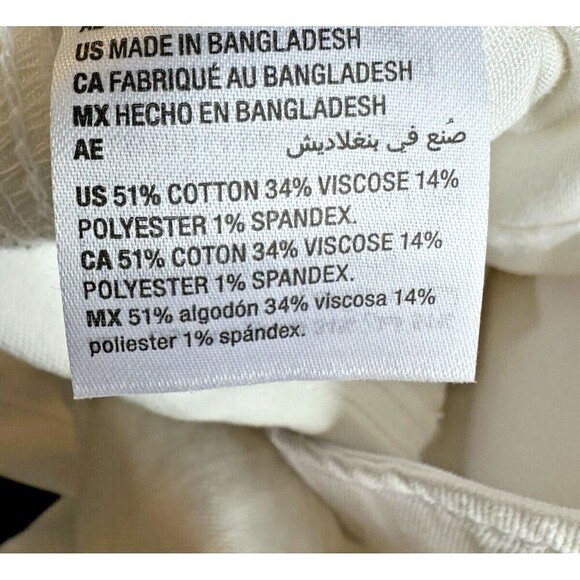 US MADE IN BANGLADESH
CA FABRIQUÉ AU BANGLADESH
MX HECHO EN BANGLADESH
AE صُنع في بنغلاديش
US 51% COTTON 34% VISCOSE 14%
POLYESTER 1% SPANDEX.
CA 51% COTON 34% VISCOSE 14%
POLYESTER 1% SPANDEX.
MX 51% algodón 34% viscosa 14%
poliester 1% spándex.